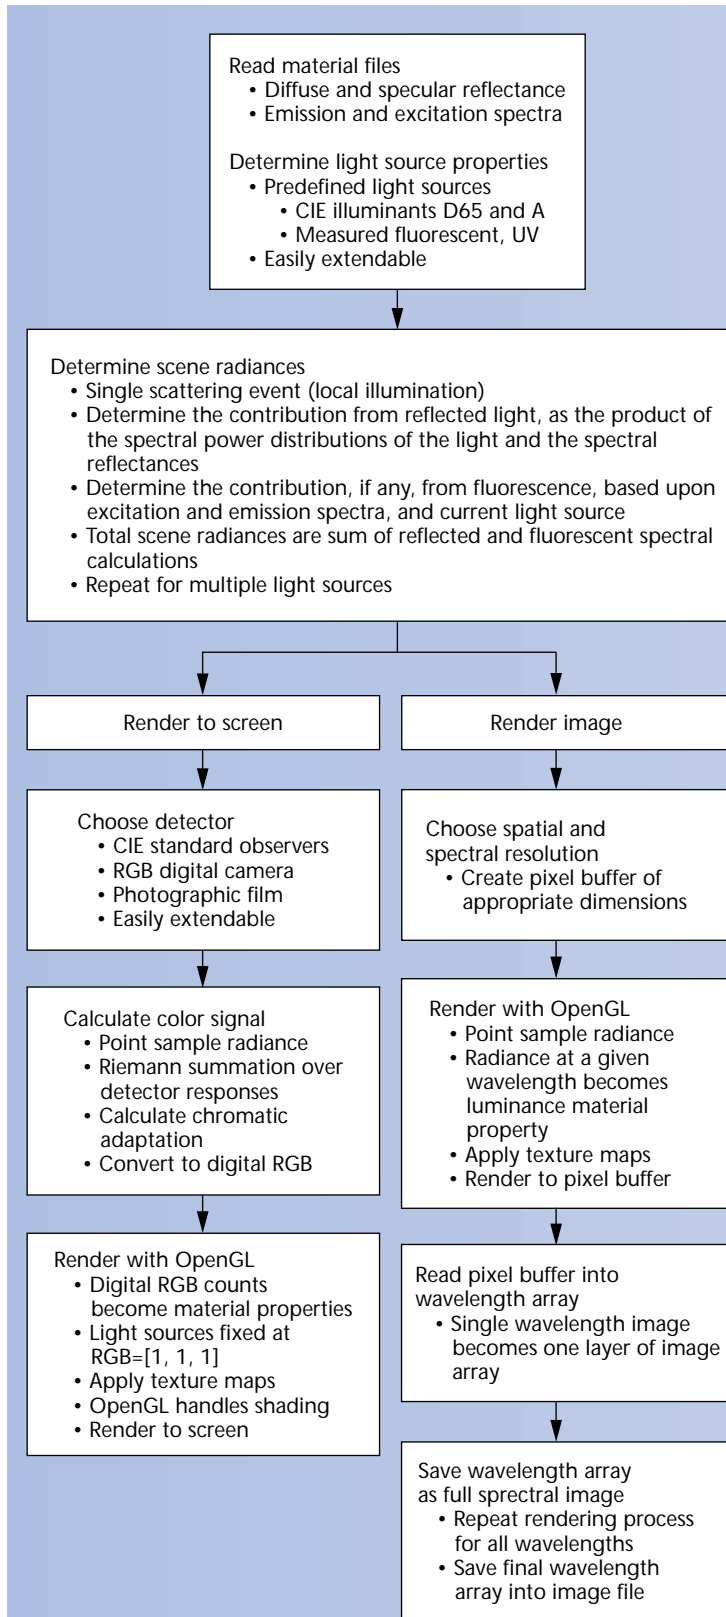 Read material files
• Diffuse and specular reflectance
• Emission and excitation spectra
Determine light source properties
• Predefined light sources
• CIE illuminants D65 and A
• Measured fluorescent, UV
• Easily extendable
Determine scene radiances
• Single scattering event (local illumination)
• Determine the contribution from reflected light, as the product of
the spectral power distributions of the light and the spectral
reflectances
• Determine the contribution, if any, from fluorescence, based upon
excitation and emission spectra, and current light source
• Total scene radiances are sum of reflected and fluorescent spectral
calculations
• Repeat for multiple light sources
Render to screen
Choose detector
• CIE standard observers
• RGB digital camera
• Photographic film
• Easily extendable
Calculate color signal
• Point sample radiance
• Riemann summation over
detector responses
• Calculate chromatic
adaptation
• Convert to digital RGB
Render with OpenGL
• Digital RGB counts
become material properties
• Light sources fixed at
RGB=[1, 1, 1]
• Apply texture maps
• OpenGL handles shading
• Render to screen
Render image
Choose spatial and
spectral resolution
• Create pixel buffer of
appropriate dimensions
Render with OpenGL
• Point sample radiance
• Radiance at a given
wavelength becomes
luminance material
property
• Apply texture maps
• Render to pixel buffer
Read pixel buffer into
wavelength array
• Single wavelength image
becomes one layer of image
array
Save wavelength array
as full sprectral image
• Repeat rendering process
for all wavelengths
• Save final wavelength
array into image file